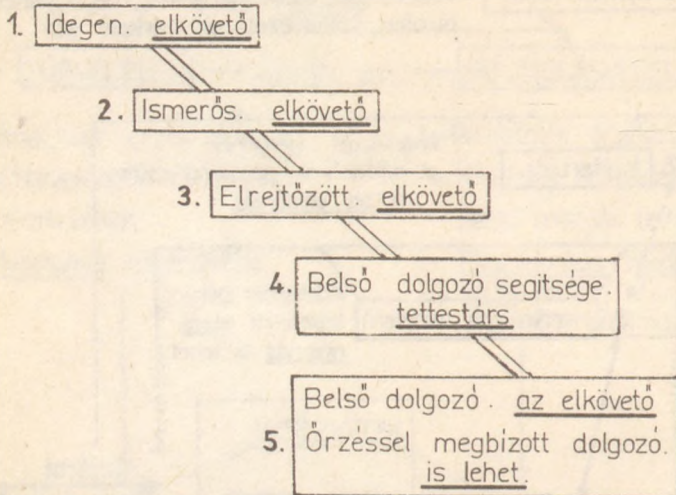 1. Idegen. elkövető
2. Ismerős. elkövető
3. Elrejtőzött. elkövető
4. Belső dolgozó segitsége.
tettestárs
Belső dolgozó. az elkövető
5. Őrzéssel megbizott dolgozó.
is lehet.